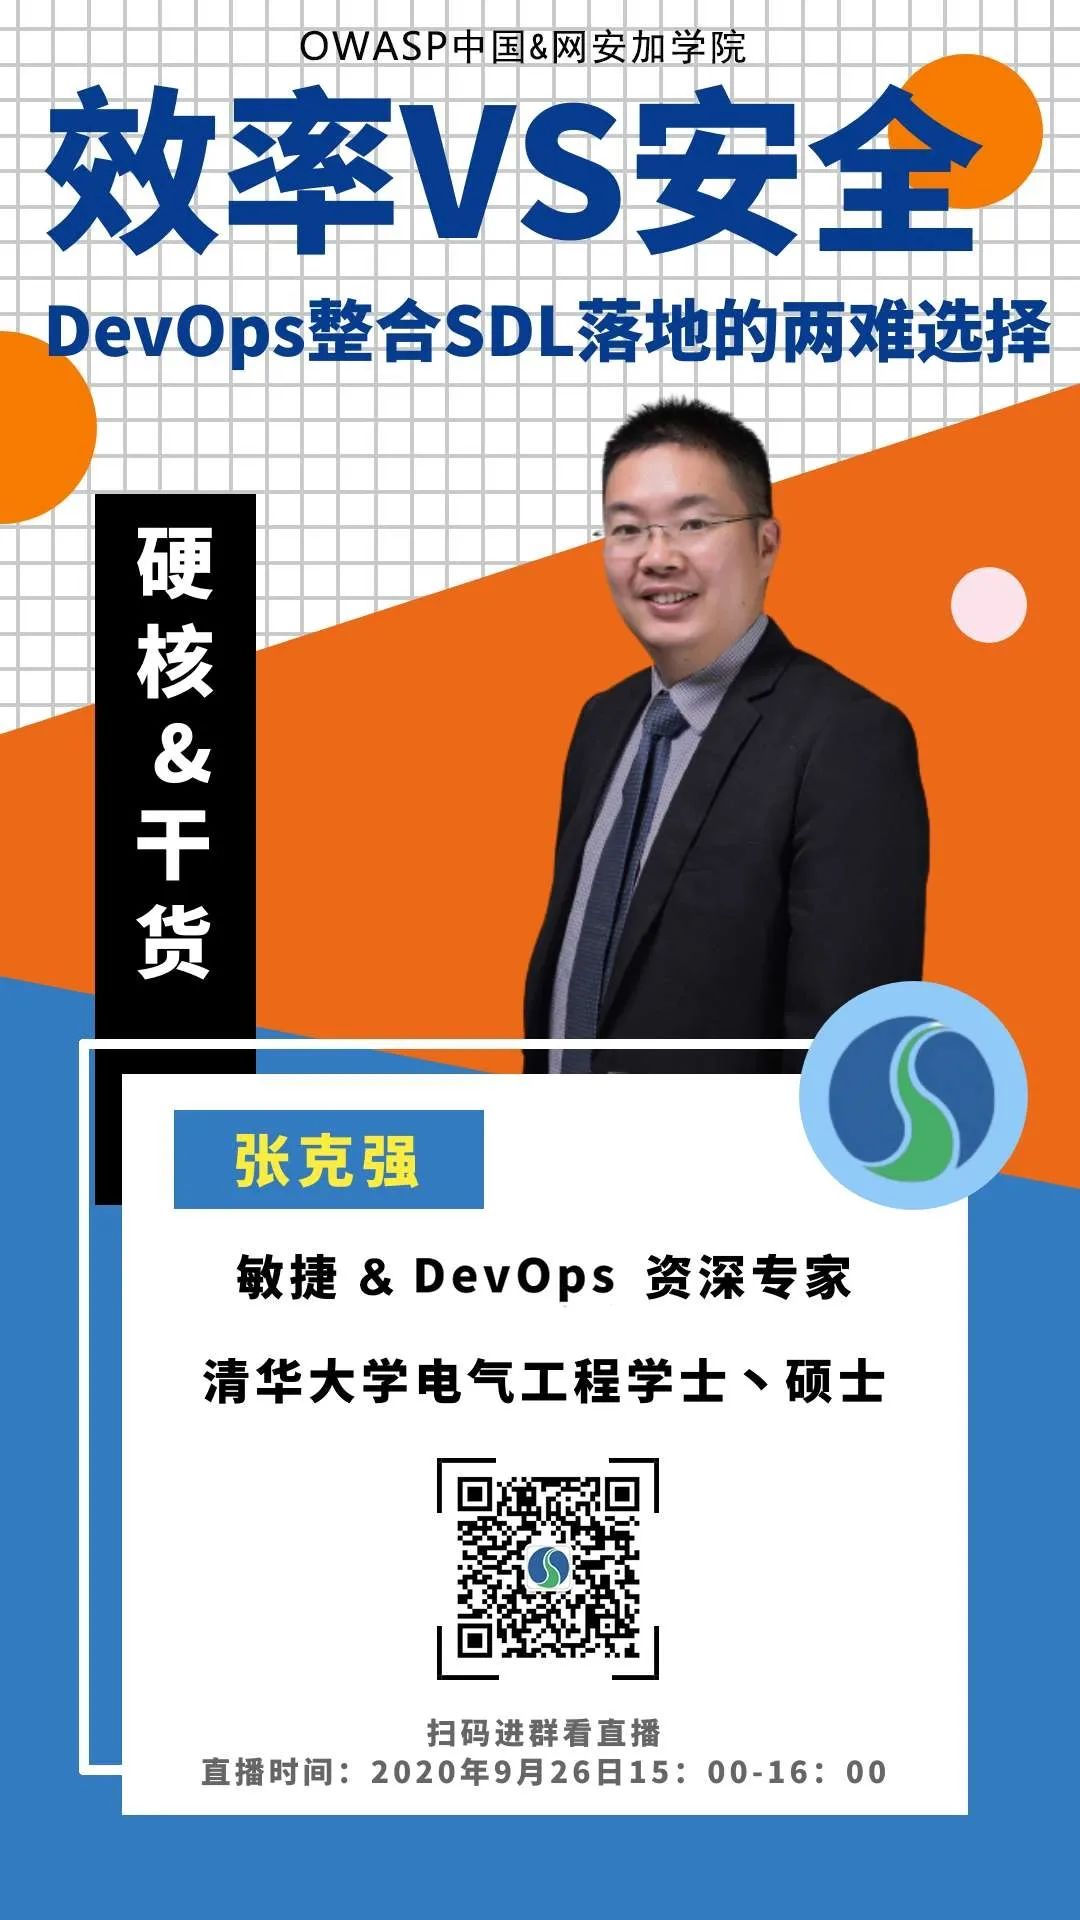 OWASP中国&网安加学院
效率VS安全
DevOps整合SDL落地的两难选择
硬核&干货
张克强
敏捷 & DevOps 资深专家
清华大学电气工程学士、硕士
扫码进群看直播
直播时间：2020年9月26日15：00-16：00